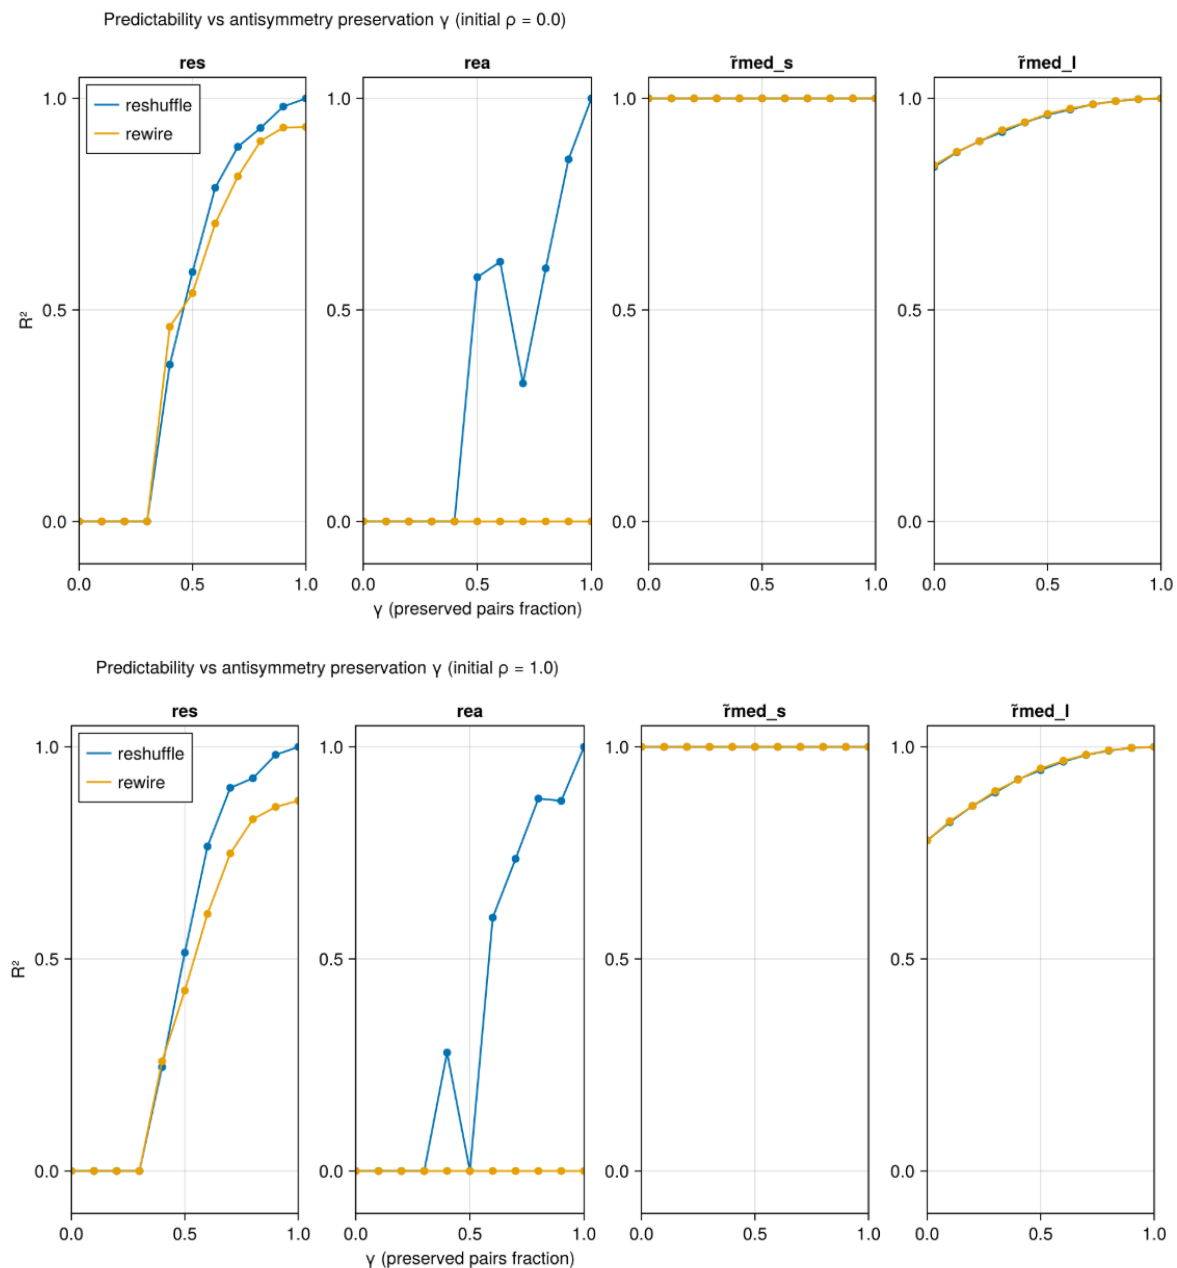 Predictability vs antisymmetry preservation γ (initial ρ = 0.0)
res
rea
r̃med_s
r̃med_l
reshuffle
rewire
1.0
0.5
0.0
R²
0.0
0.5
1.0
1.0
0.5
0.0
0.0
0.5
1.0
1.0
0.5
0.0
0.0
0.5
1.0
1.0
0.5
0.0
0.0
0.5
1.0
γ (preserved pairs fraction)
Predictability vs antisymmetry preservation γ (initial ρ = 1.0)
res
rea
r̃med_s
r̃med_l
reshuffle
rewire
1.0
0.5
0.0
R²
0.0
0.5
1.0
1.0
0.5
0.0
0.0
0.5
1.0
1.0
0.5
0.0
0.0
0.5
1.0
1.0
0.5
0.0
0.0
0.5
1.0
γ (preserved pairs fraction)